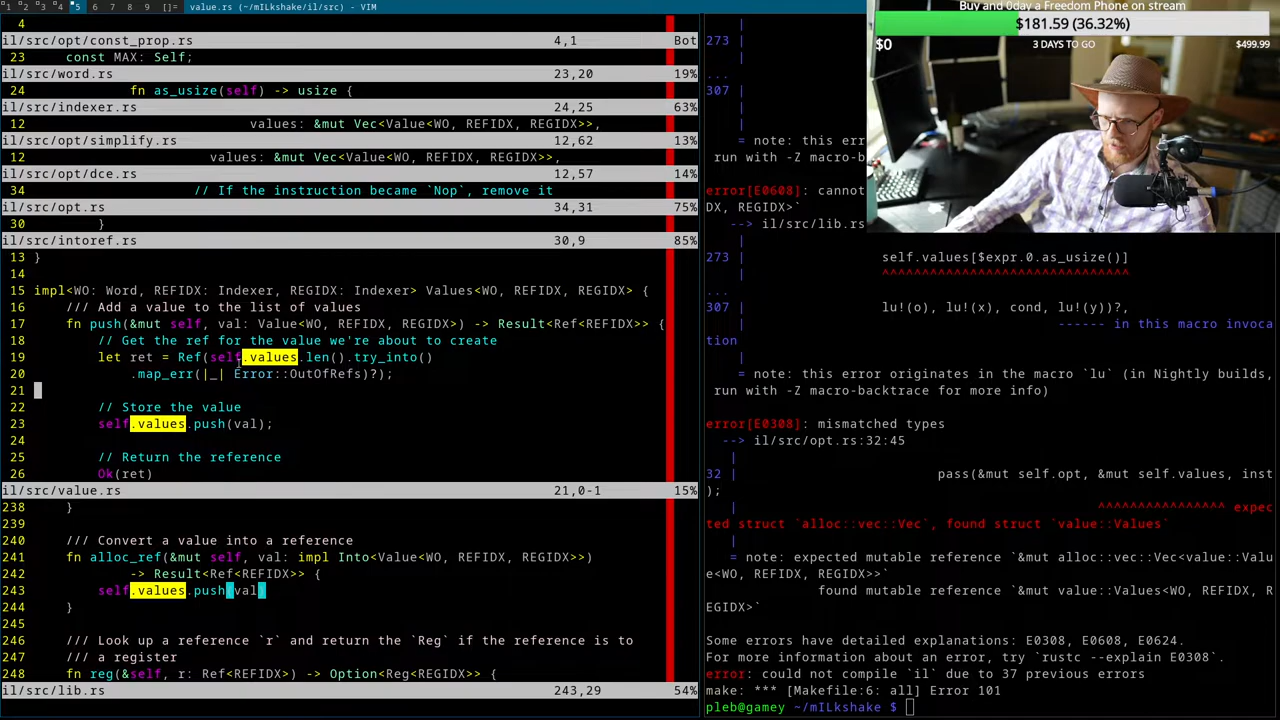 1 2 3 4 5 6 7 8 9 []= value.rs (~/mILkshake/il/src) - VIM
4
il/src/opt/const_prop.rs 4,1 Bot
23 const MAX: Self;
il/src/word.rs 23,20 19%
24 fn as_usize(self) -> usize {
il/src/indexer.rs 24,25 63%
12 values: &mut Vec<Value<WO, REFIDX, REGIDX>>,
il/src/opt/simplify.rs 12,62 13%
12 values: &mut Vec<Value<WO, REFIDX, REGIDX>>,
il/src/opt/dce.rs 12,57 14%
34 // If the instruction became `Nop`, remove it
il/src/opt.rs 34,31 75%
30 }
il/src/intoref.rs 30,9 85%
13 }
14
15 impl<WO: Word, REFIDX: Indexer, REGIDX: Indexer> Values<WO, REFIDX, REGIDX> {
16 /// Add a value to the list of values
17 fn push(&mut self, val: Value<WO, REFIDX, REGIDX>) -> Result<Ref<REFIDX>> {
18 // Get the ref for the value we're about to create
19 let ret = Ref(self.values.len().try_into()
20 .map_err(|_| Error::OutOfRefs)?);
21
22 // Store the value
23 self.values.push(val);
24
25 // Return the reference
26 Ok(ret)
il/src/value.rs 21,0-1 15%
238 }
239
240 /// Convert a value into a reference
241 fn alloc_ref(&mut self, val: impl Into<Value<WO, REFIDX, REGIDX>>)
242 -> Result<Ref<REFIDX>> {
243 self.values.push(val)
244 }
245
246 /// Look up a reference `r` and return the `Reg` if the reference is to
247 /// a register
248 fn reg(&self, r: Ref<REFIDX>) -> Option<Reg<REGIDX>> {
il/src/lib.rs 243,29 54%
|
273 |
|
...
307 |
|
|
= note: this err
run with -Z macro-b
error[E0608]: cannot
DX, REGIDX>`
--> il/src/lib.rs
|
273 | self.values[$expr.0.as_usize()]
| ^^^^^^^^^^^^^^^^^^^^^^^^^^^^^^^
...
307 | lu!(o), lu!(x), cond, lu!(y))?,
| ------ in this macro invoca
tion
|
= note: this error originates in the macro `lu` (in Nightly builds,
run with -Z macro-backtrace for more info)
error[E0308]: mismatched types
--> il/src/opt.rs:32:45
|
32 | pass(&mut self.opt, &mut self.values, inst
);
| ^^^^^^^^^^^^^^^^ expec
ted struct `alloc::vec::Vec`, found struct `value::Values`
|
= note: expected mutable reference `&mut alloc::vec::Vec<value::Valu
e<WO, REFIDX, REGIDX>>`
found mutable reference `&mut value::Values<WO, REFIDX, R
EGIDX>`
Some errors have detailed explanations: E0308, E0608, E0624.
For more information about an error, try `rustc --explain E0308`.
error: could not compile `il` due to 37 previous errors
make: *** [Makefile:6: all] Error 101
pleb@gamey ~/mILkshake $
Buy and 0day a Freedom Phone on stream
$181.59 (36.32%)
$0 3 DAYS TO GO $499.99